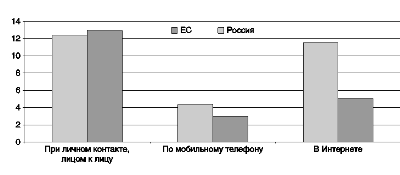 14
12
10
8
6
4
2
0
ЕС Россия
При личном контакте,
лицом к лицу
По мобильному телефону
В Интернете